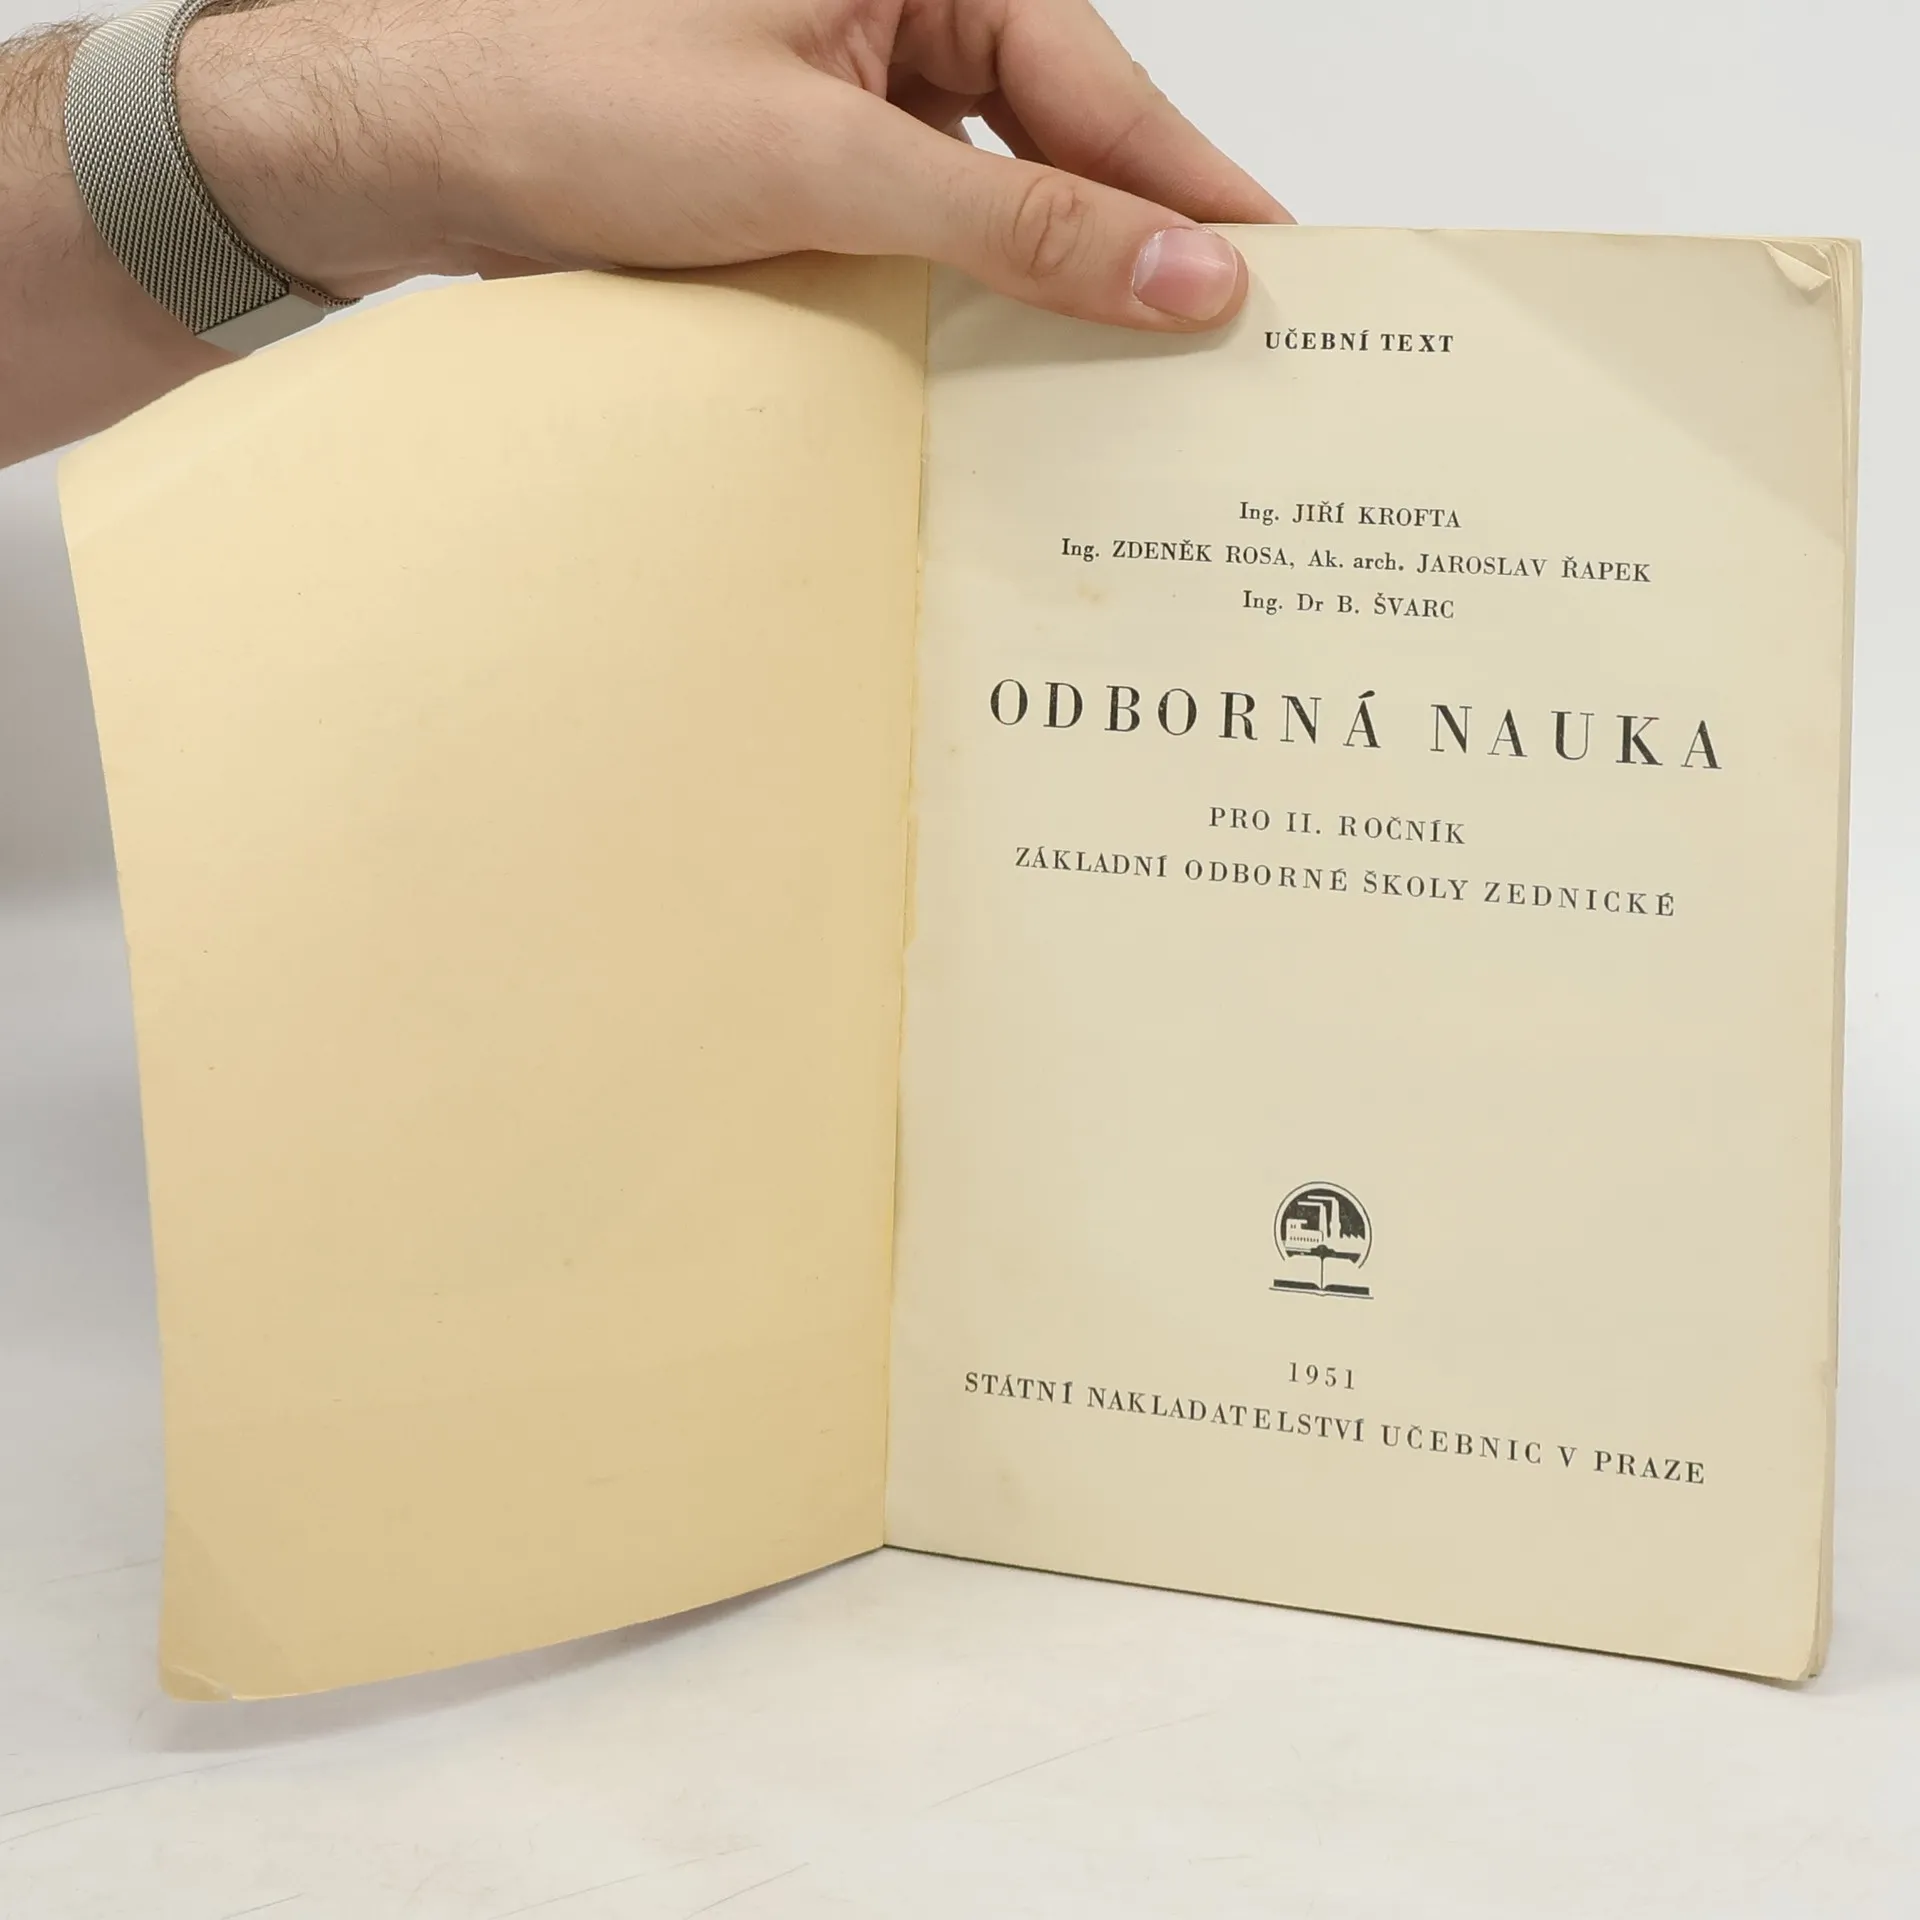 UČEBNÍ TEXT
Ing. JIŘÍ KROFTA
Ing. ZDENĚK ROSA, Ak. arch. JAROSLAV ŘAPEK
Ing. Dr B. ŠVARC
ODBORNÁ NAUKA
PRO II. ROČNÍK
ZÁKLADNÍ ODBORNÉ ŠKOLY ZEDNICKÉ
1951
STÁTNÍ NAKLADATELSTVÍ UČEBNIC V PRAZE